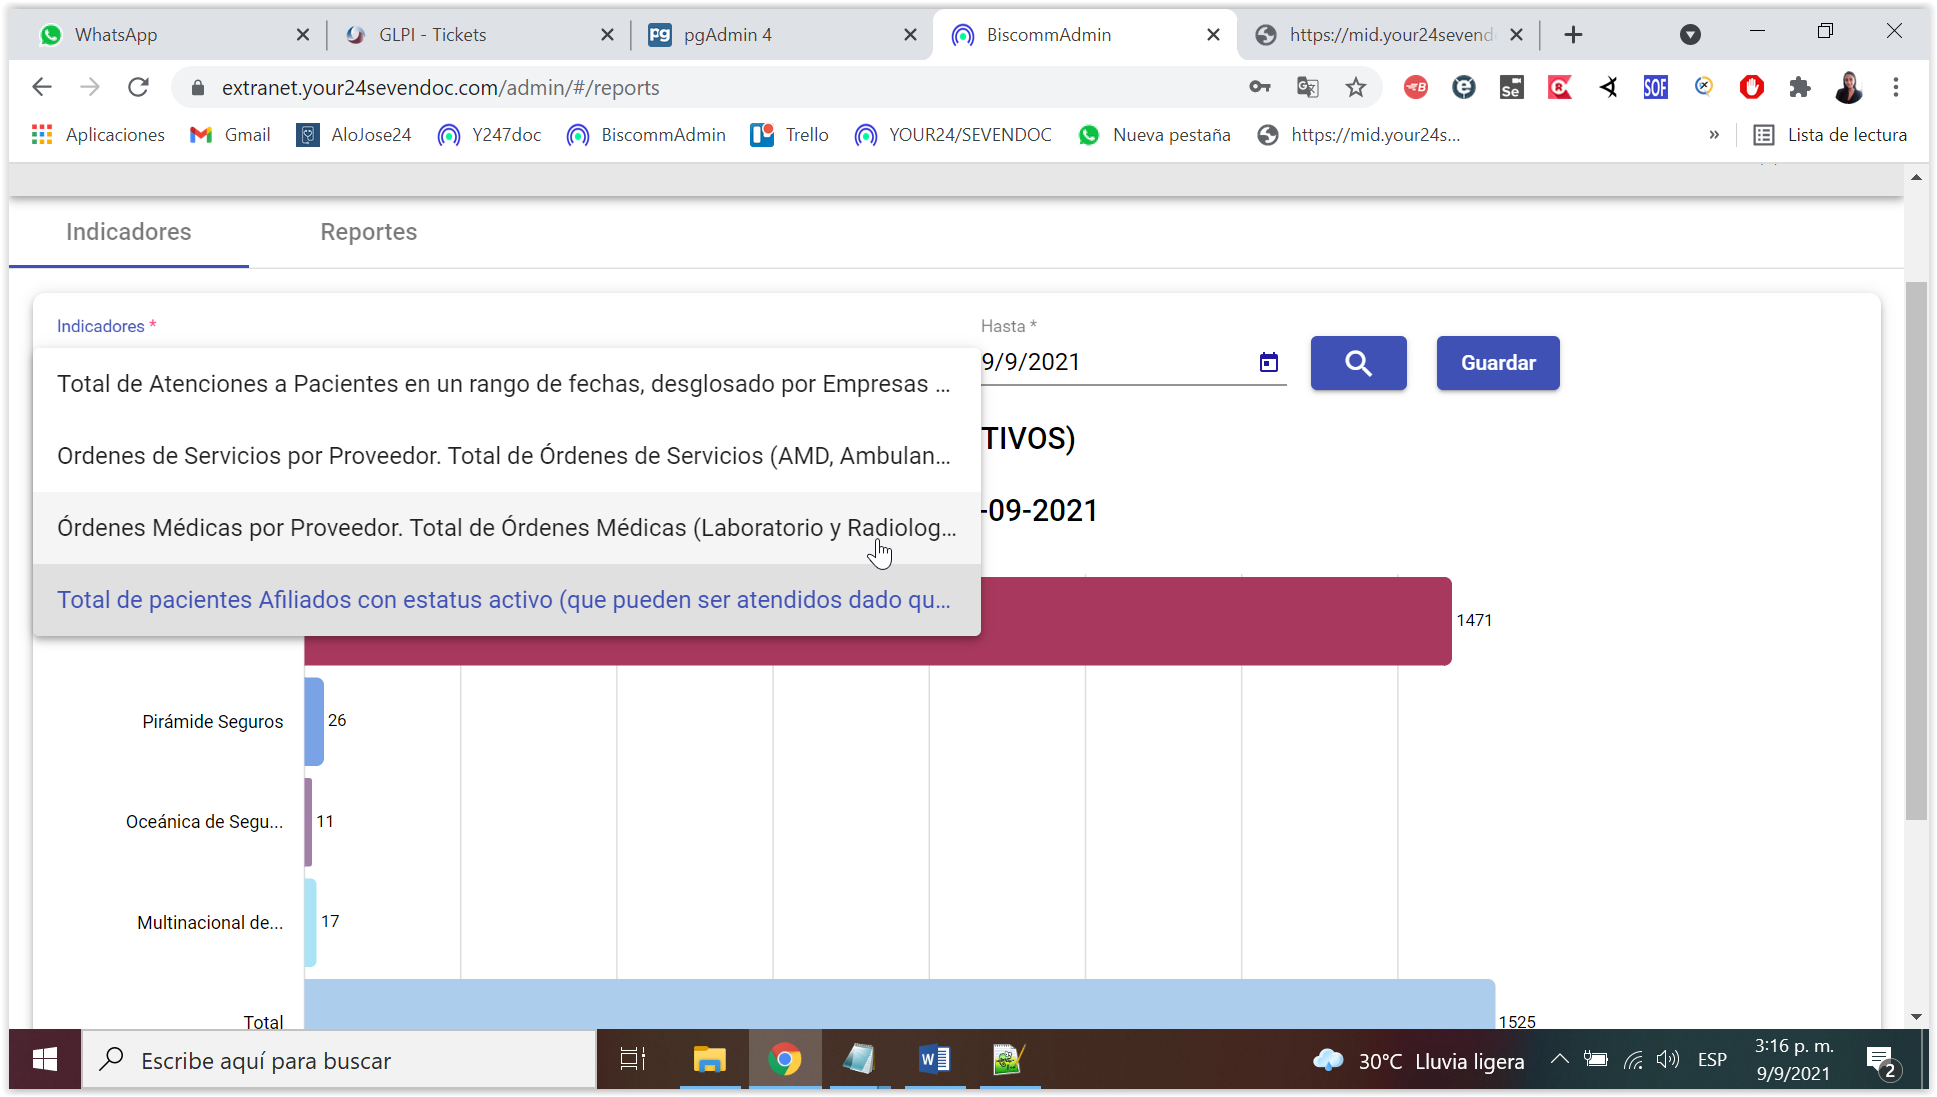 WhatsApp
GLPI - Tickets
pgAdmin 4
BiscommAdmin
https://mid.your24sevend
extranet.your24sevendoc.com/admin/#/reports
Aplicaciones
Gmail
AloJose24
Y247doc
BiscommAdmin
Trello
YOUR24/SEVENDOC
Nueva pestaña
https://mid.your24s...
»
Lista de lectura
Indicadores
Reportes
Indicadores *
Hasta *
9/9/2021
Guardar
Total de Atenciones a Pacientes en un rango de fechas, desglosado por Empresas ...
Ordenes de Servicios por Proveedor. Total de Órdenes de Servicios (AMD, Ambulan...
Órdenes Médicas por Proveedor. Total de Órdenes Médicas (Laboratorio y Radiolog...
Total de pacientes Afiliados con estatus activo (que pueden ser atendidos dado qu...
TIVOS)
-09-2021
1471
Pirámide Seguros
26
Oceánica de Segu...
11
Multinacional de...
17
Total
1525
Escribe aquí para buscar
30°C Lluvia ligera
ESP
3:16 p. m.
9/9/2021
2